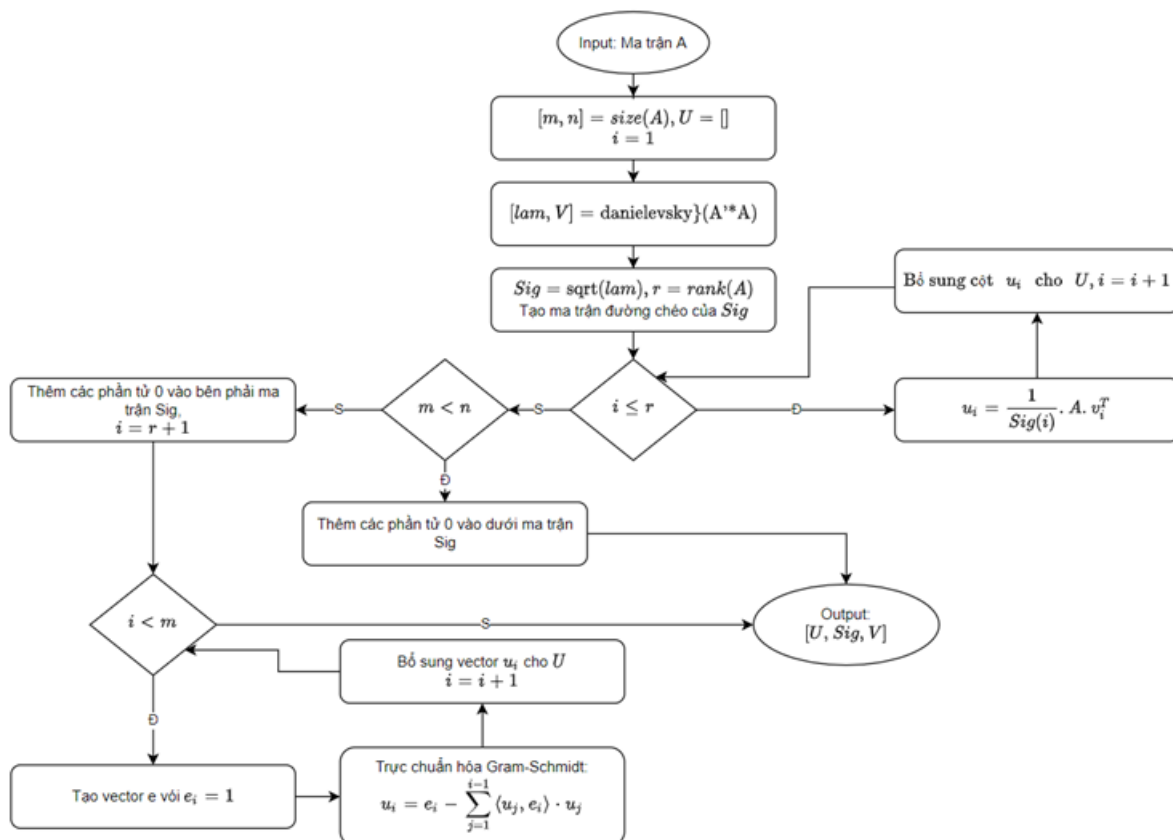 Input: Ma trận A
[m, n] = size(A), U = []
i = 1
[lam, V] = danielevsky}(A'*A)
Sig = sqrt(lam), r = rank(A)
Tạo ma trận đường chéo của Sig
Bổ sung cột u_i cho U, i = i + 1
Thêm các phần tử 0 vào bên phải ma
trận Sig,
i = r + 1
S
m < n
S
i ≤ r
Đ
u_i = \frac{1}{Sig(i)} . A. v_i^T
Đ
Thêm các phần tử 0 vào dưới ma trận
Sig
i < m
S
Output:
[U, Sig, V]
Bổ sung vector u_i cho U
i = i + 1
Đ
Tạo vector e vói e_i = 1
Trực chuẩn hóa Gram-Schmidt:
u_i = e_i - \sum_{j=1}^{i-1} ⟨u_j, e_i⟩ · u_j